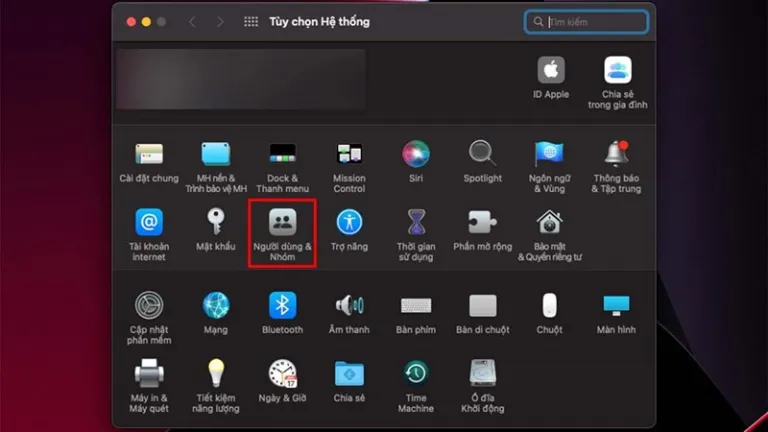 Tùy chọn Hệ thống
Tìm kiếm
ID Apple
Chia sẻ
trong gia đình
Cài đặt chung
MH nền &
Trình bảo vệ MH
Dock &
Thanh menu
Mission
Control
Siri
Spotlight
Ngôn ngữ
& Vùng
Thông báo
& Tập trung
Tài khoản
internet
Mật khẩu
Người dùng &
Nhóm
Trợ năng
Thời gian
sử dụng
Phần mở rộng
Bảo mật
& Quyền riêng tư
Cập nhật
phần mềm
Mạng
Bluetooth
Âm thanh
Bàn phím
Bàn di chuột
Chuột
Màn hình
Máy in &
Máy quét
Tiết kiệm
năng lượng
Ngày & Giờ
Chia sẻ
Time
Machine
Ổ đĩa
Khởi động